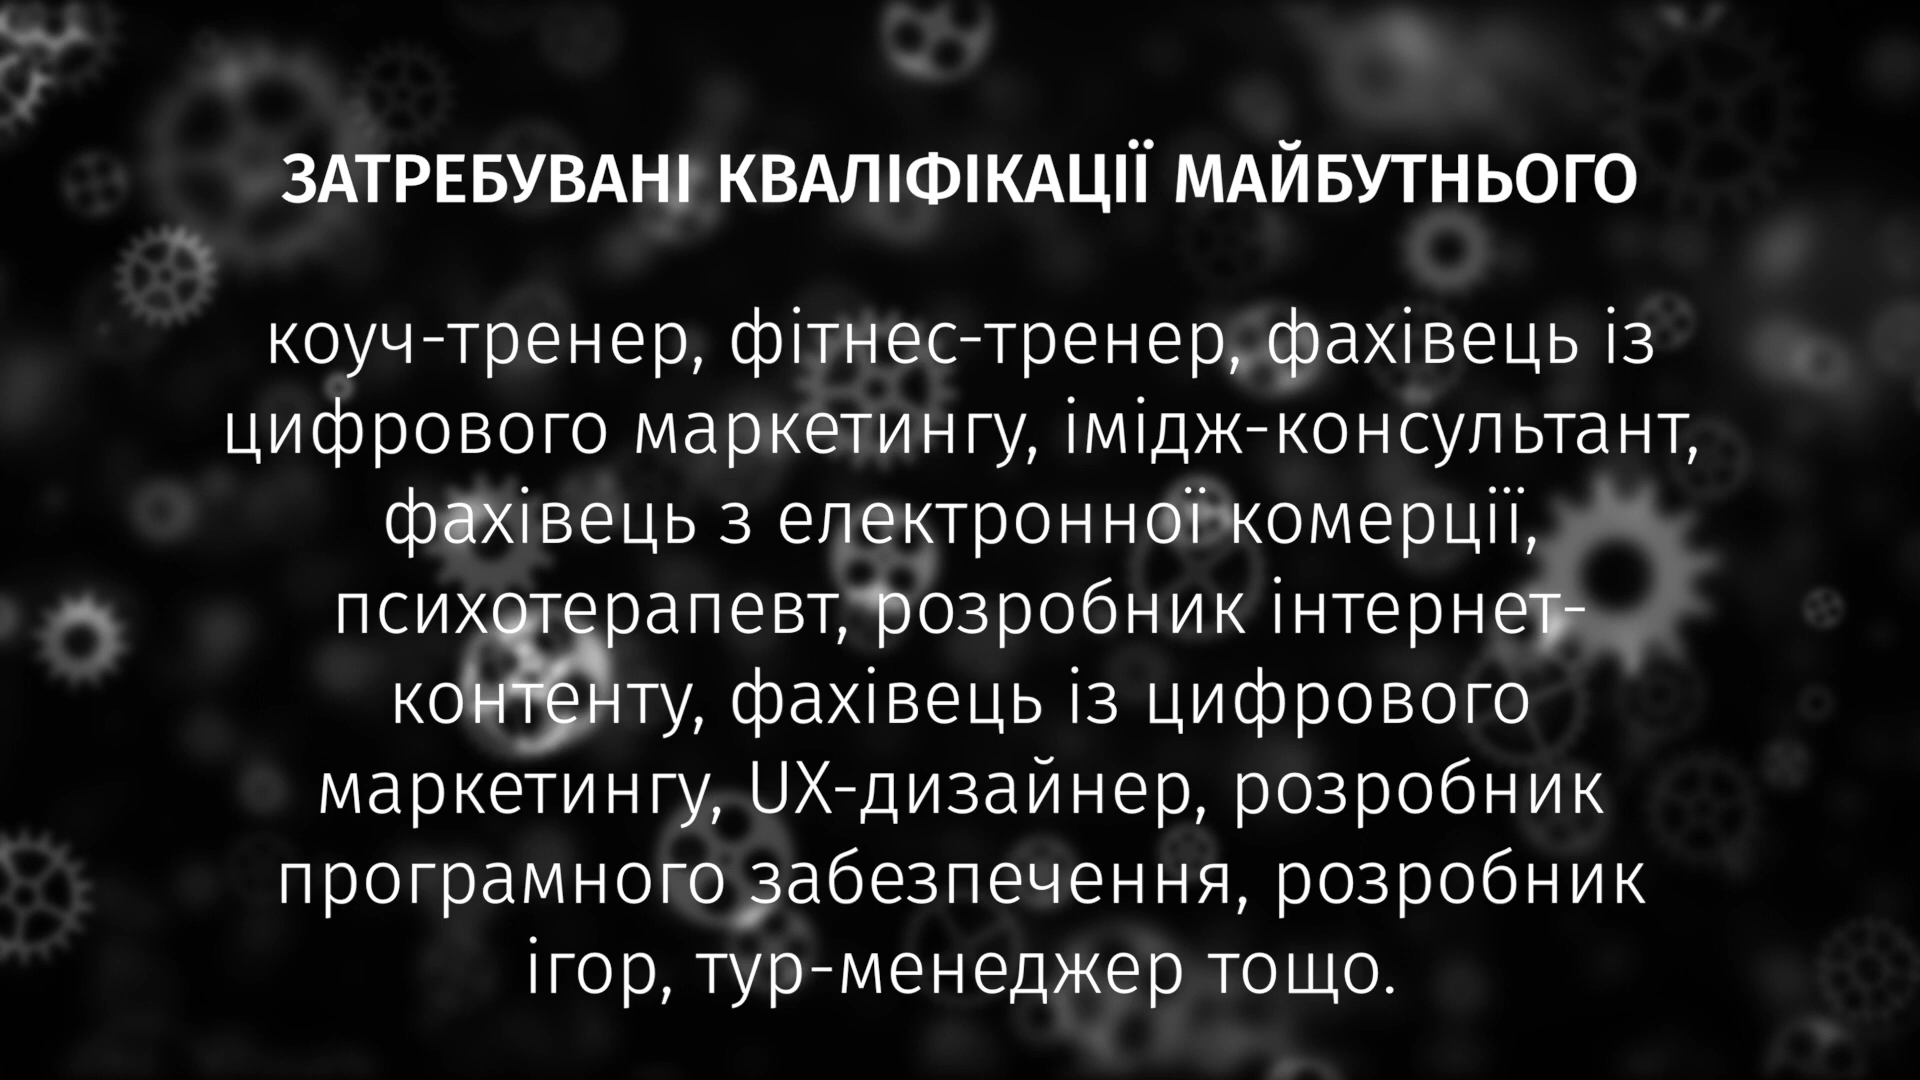 ЗАТРЕБУВАНІ КВАЛІФІКАЦІЇ МАЙБУТНЬОГО
коуч-тренер, фітнес-тренер, фахівець із
цифрового маркетингу, імідж-консультант,
фахівець з електронної комерції,
психотерапевт, розробник інтернет-
контенту, фахівець із цифрового
маркетингу, UX-дизайнер, розробник
програмного забезпечення, розробник
ігор, тур-менеджер тощо.